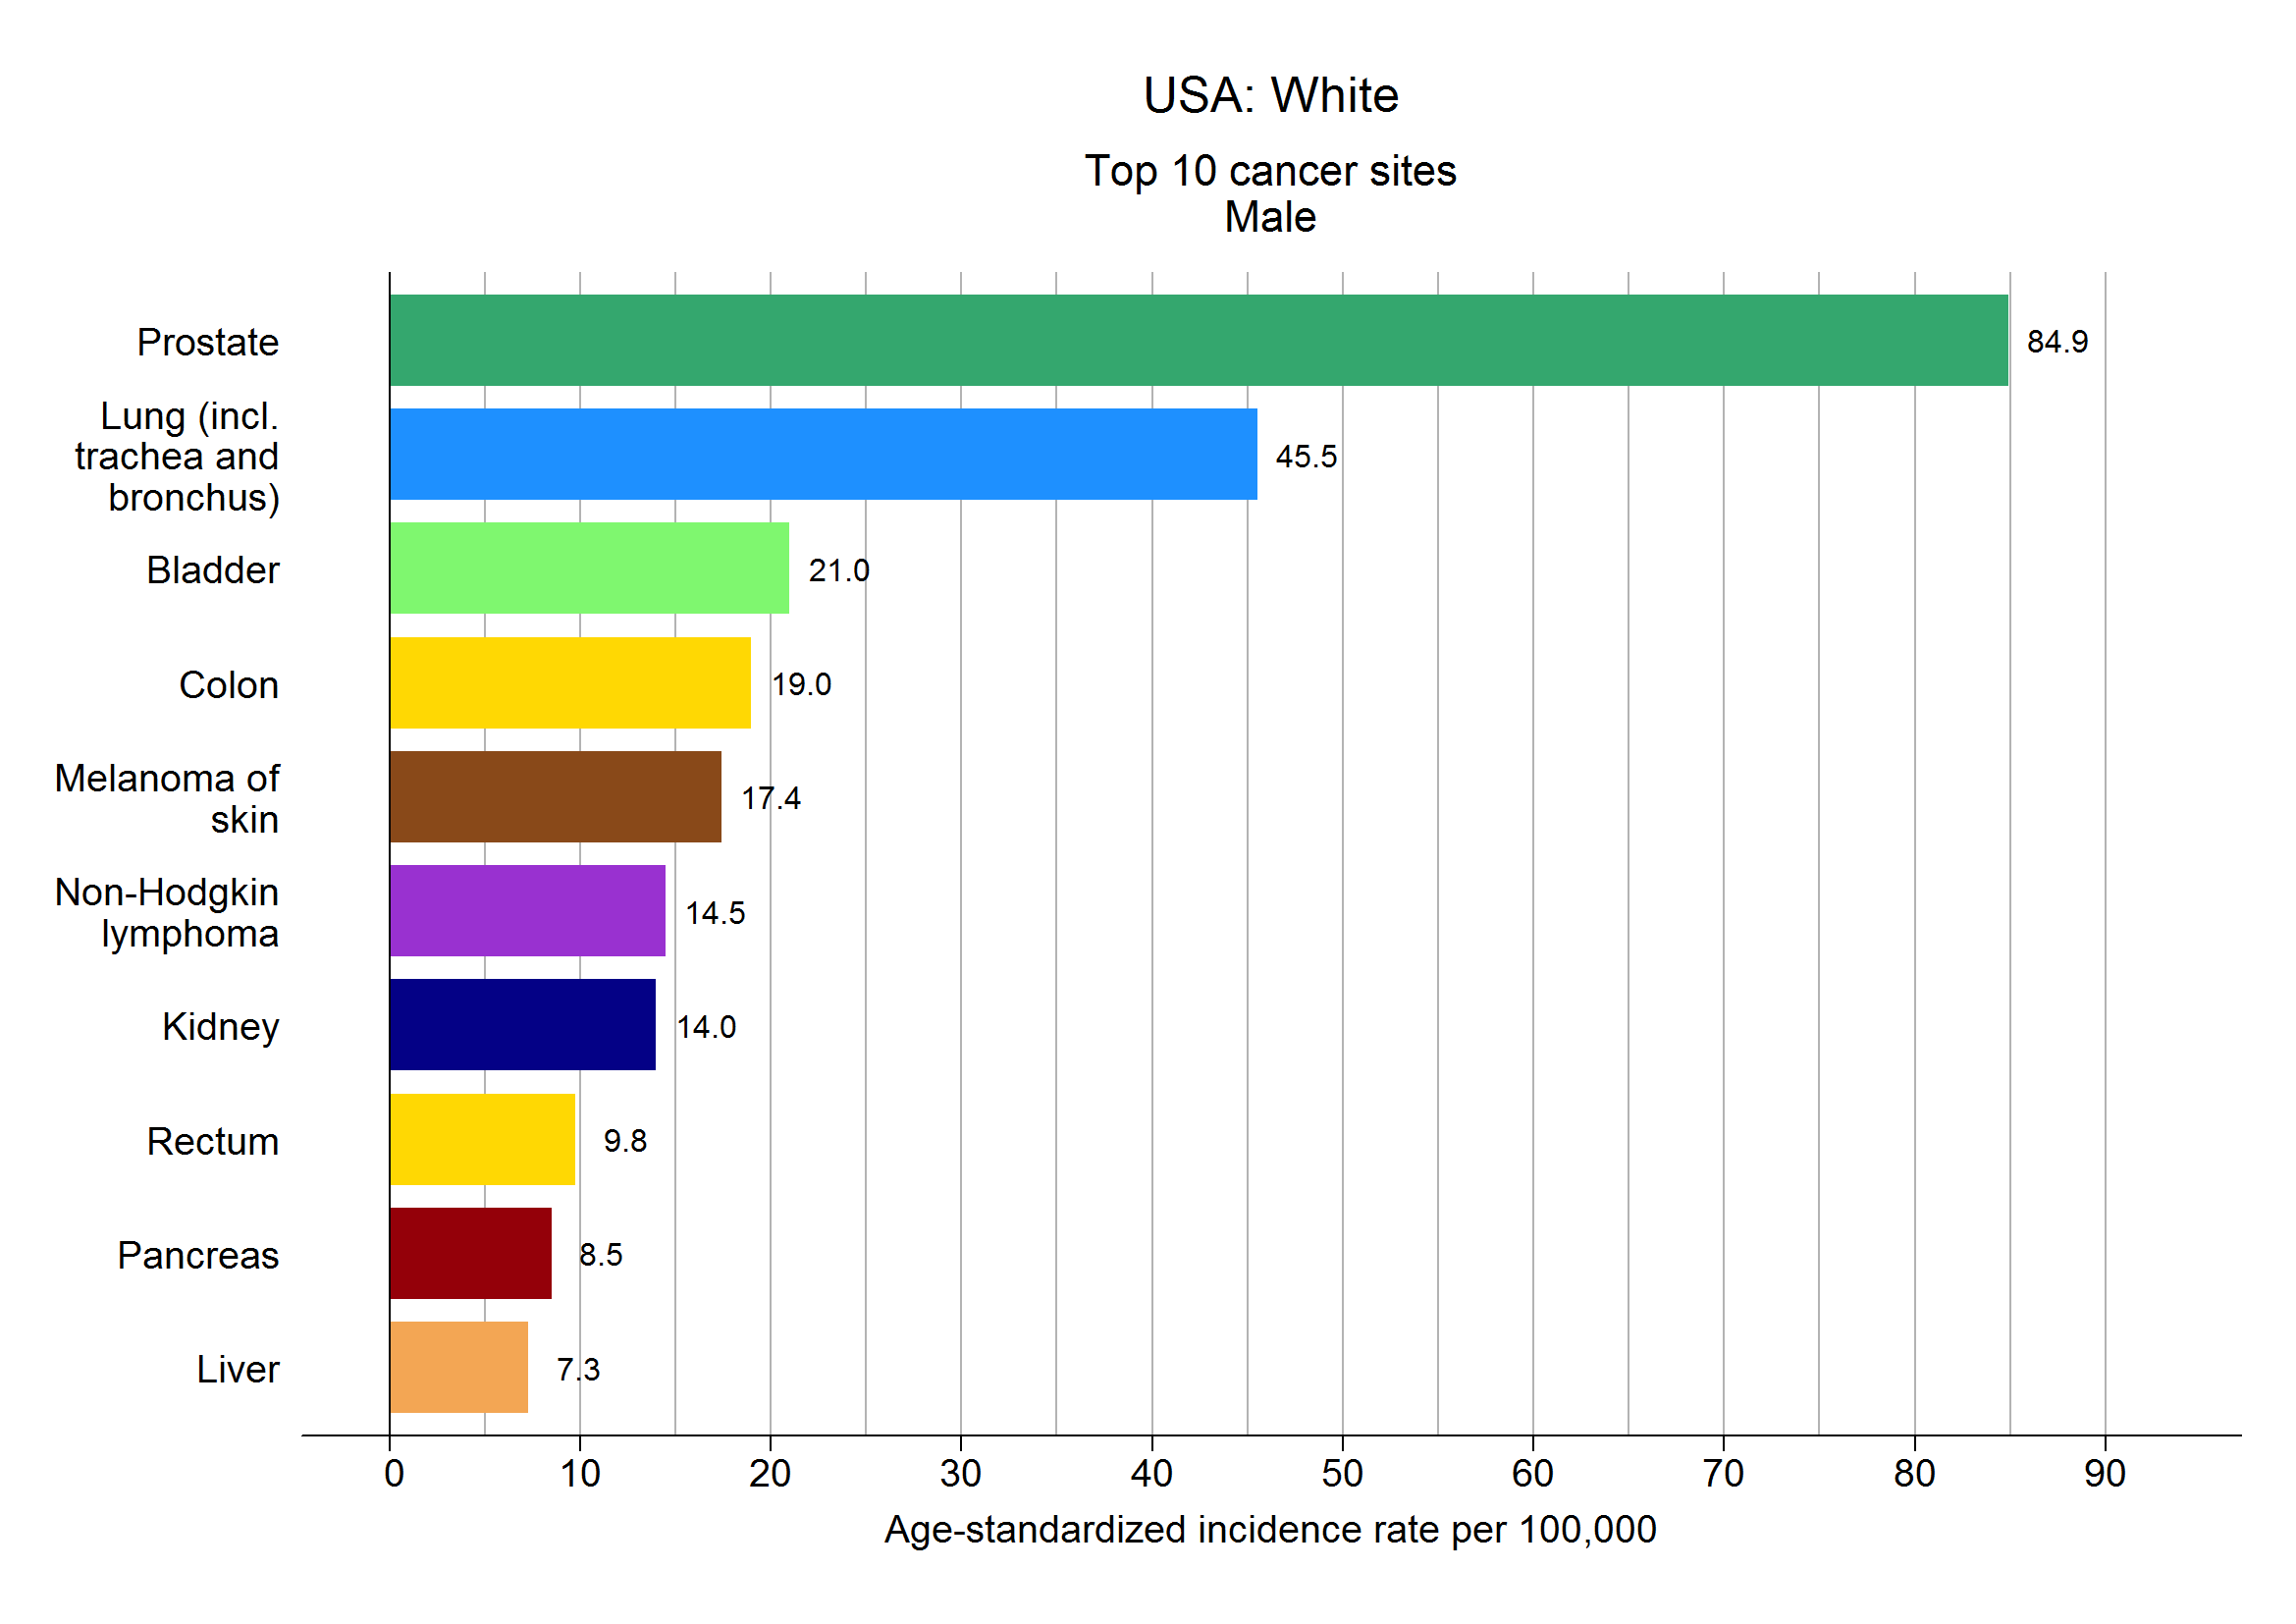 USA: White
Top 10 cancer sites
Male
Prostate
84.9
Lung (incl.
trachea and
bronchus)
45.5
Bladder
21.0
Colon
19.0
Melanoma of
skin
17.4
Non-Hodgkin
lymphoma
14.5
Kidney
14.0
Rectum
9.8
Pancreas
8.5
Liver
7.3
0 10 20 30 40 50 60 70 80 90
Age-standardized incidence rate per 100,000